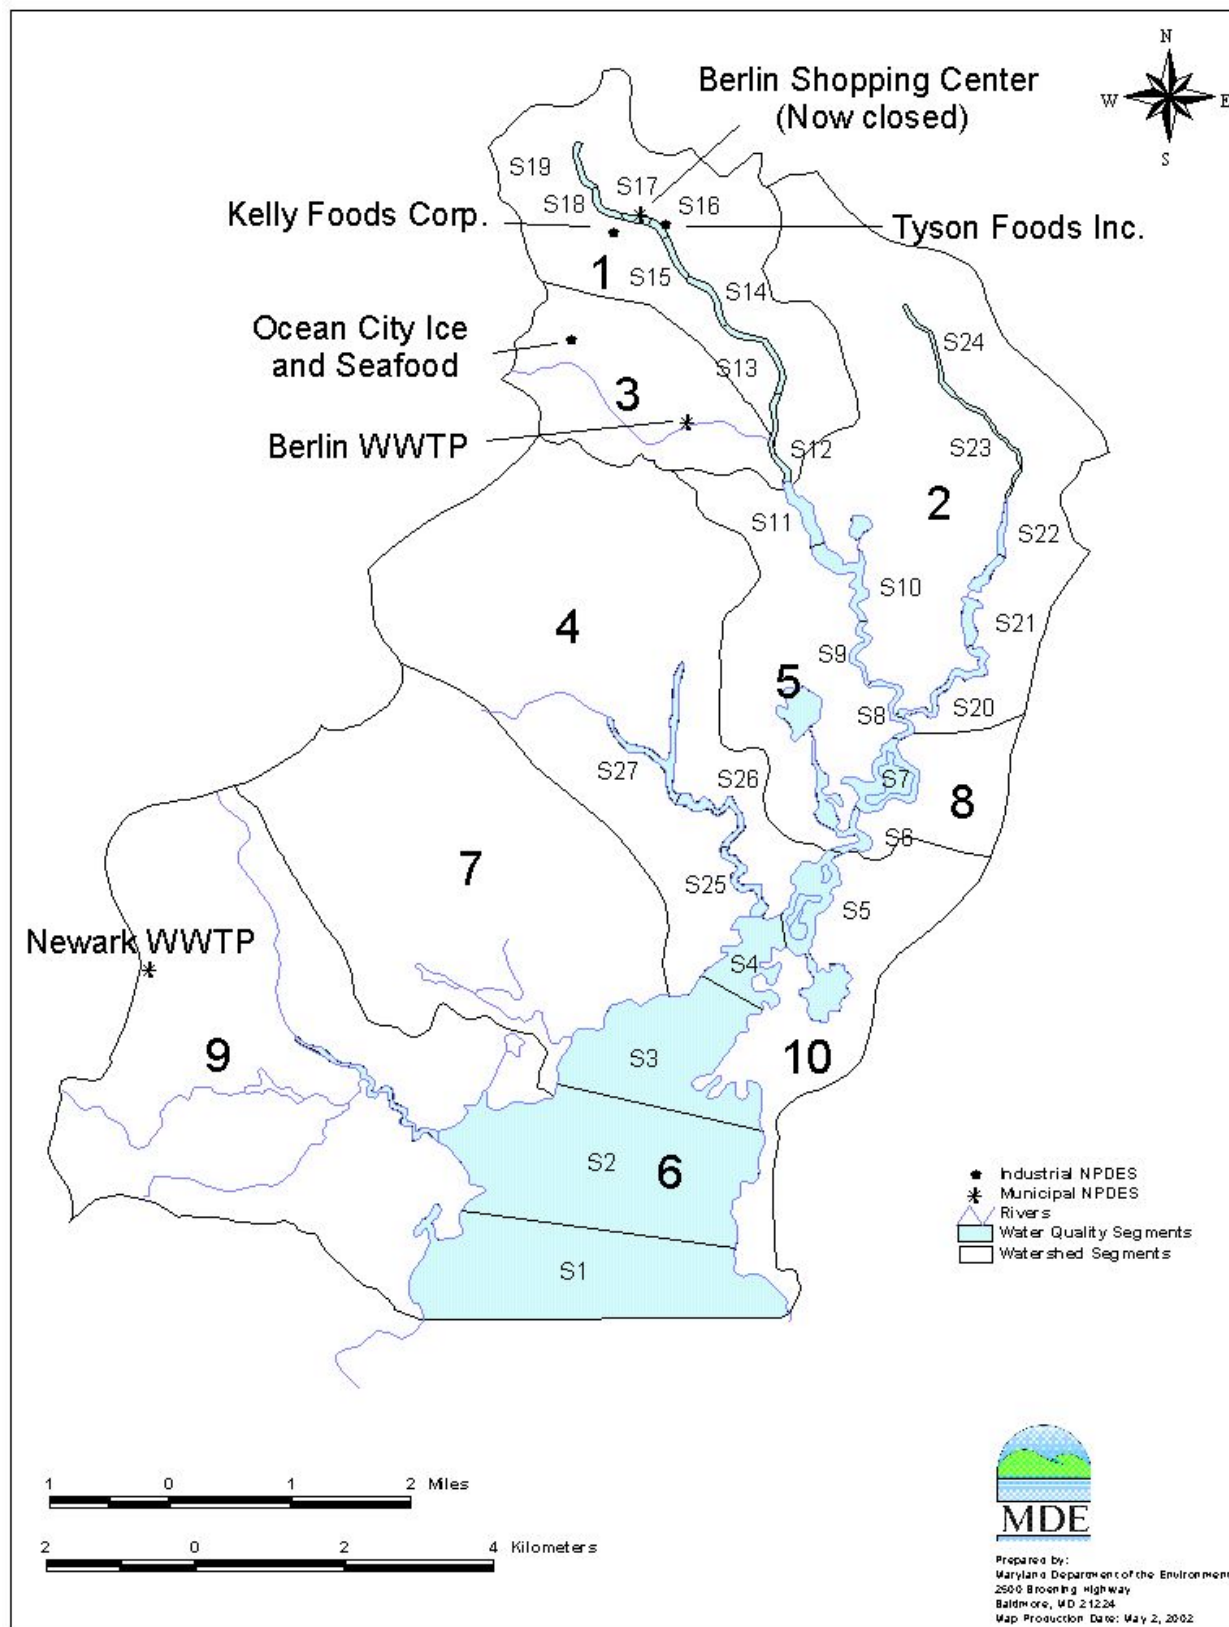 N
Berlin Shopping Center
(Now closed)
W
E
S
S19
S17
S18
S16
Kelly Foods Corp.
Tyson Foods Inc.
1
S15
S14
Ocean City Ice
and Seafood
S24
S13
3
Berlin WWTP
S12
S23
2
S11
S22
S10
4
S21
S9
5
S8
S20
S27
S26
S7
8
S6
7
S25
S5
Newark WWTP
S4
9
S3
10
S2
6
S1
Industrial NPDES
Municipal NPDES
Rivers
Water Quality Segments
Watershed Segments
1 0 1 2 Miles
2 0 2 4 Kilometers
MDE
Prepared by:
Maryland Department of the Environment
2500 Broening Highway
Baltimore, MD 21224
Map Production Date: May 2, 2002